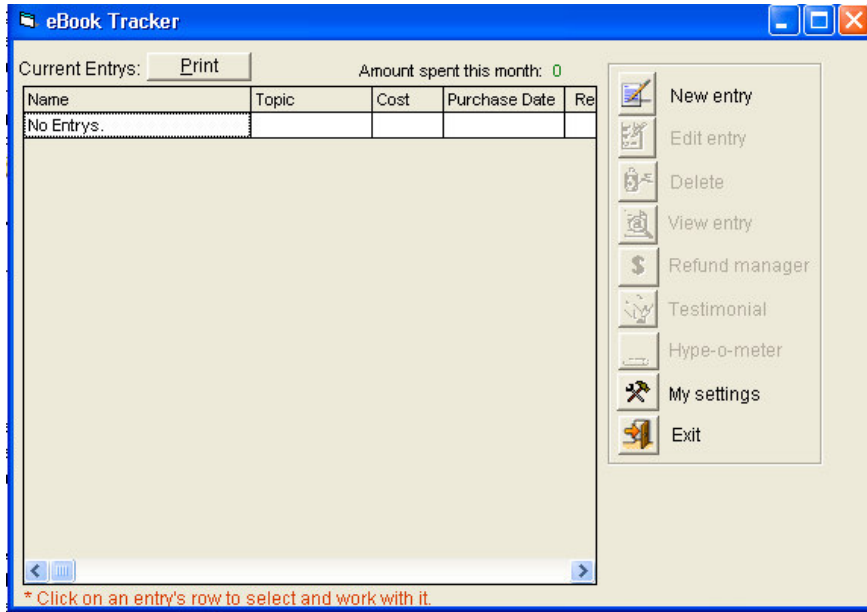 eBook Tracker
Current Entrys: Print Amount spent this month: 0
Name Topic Cost Purchase Date Re
No Entrys.
New entry
Edit entry
Delete
View entry
Refund manager
Testimonial
Hype-o-meter
My settings
Exit
* Click on an entry's row to select and work with it.